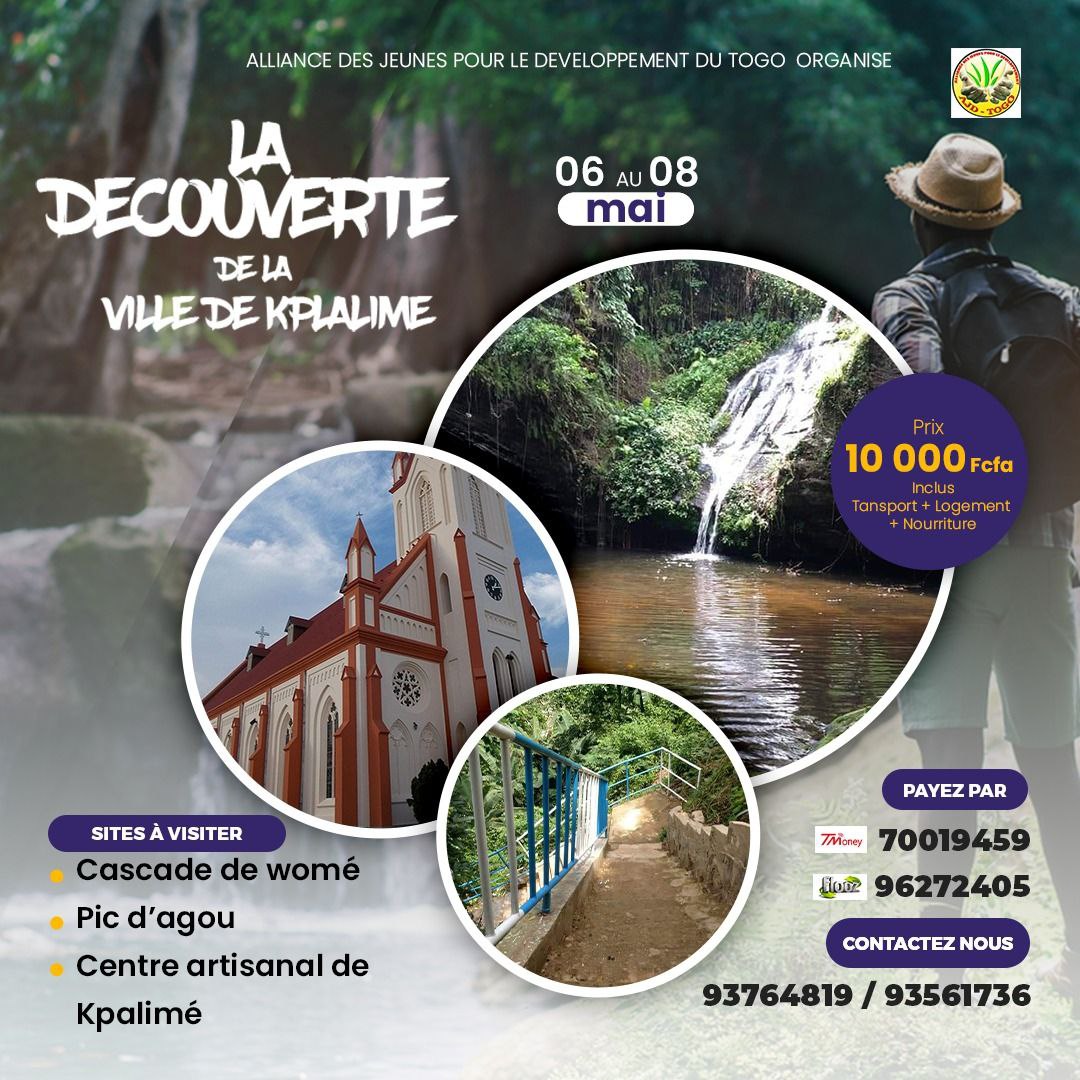 ALLIANCE DES JEUNES POUR LE DEVELOPPEMENT DU TOGO ORGANISE
AJD - TOGO
LA
DECOUVERTE
DE LA
VILLE DE KPLALIME
06 AU 08
mai
Prix
10 000 Fcfa
Inclus
Tansport + Logement
+ Nourriture
SITES À VISITER
Cascade de womé
Pic d’agou
Centre artisanal de
Kpalimé
PAYEZ PAR
TMoney 70019459
flooz 96272405
CONTACTEZ NOUS
93764819 / 93561736